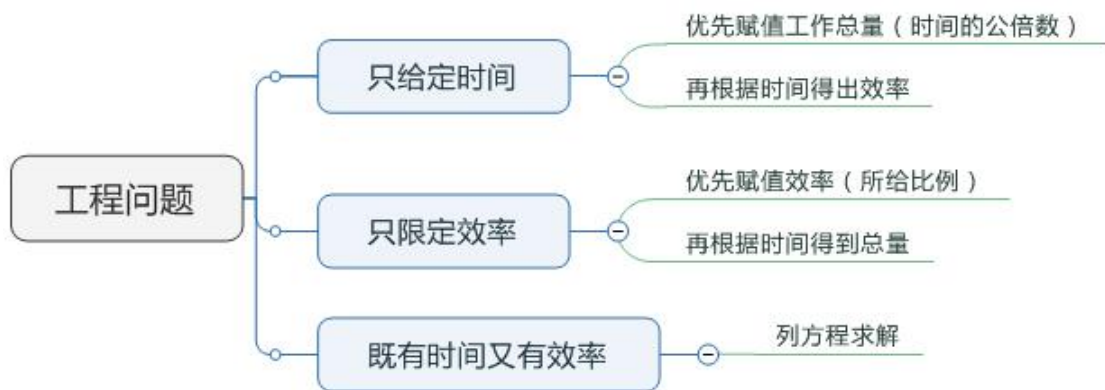 工程问题
只给定时间
优先赋值工作总量（时间的公倍数）
再根据时间得出效率
只限定效率
优先赋值效率（所给比例）
再根据时间得到总量
既有时间又有效率
列方程求解